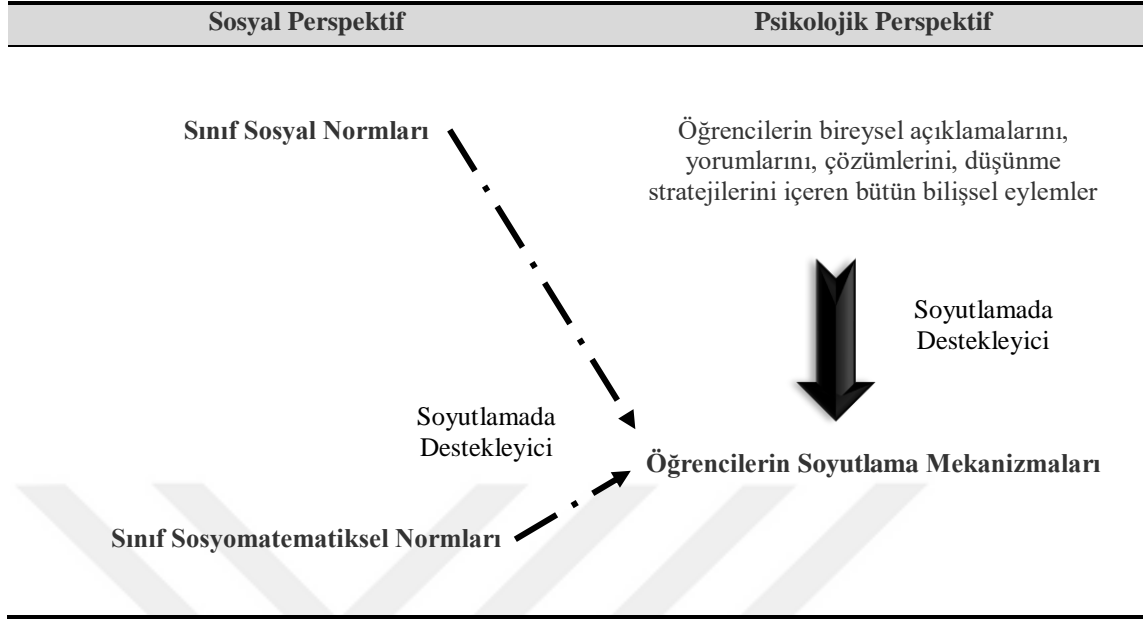 Sosyal Perspektif
Psikolojik Perspektif
Sınıf Sosyal Normları
Öğrencilerin bireysel açıklamalarını,
yorumlarını, çözümlerini, düşünme
stratejilerini içeren bütün bilişsel eylemler
Soyutlamada
Destekleyici
Soyutlamada
Destekleyici
Öğrencilerin Soyutlama Mekanizmaları
Sınıf Sosyomatematiksel Normları